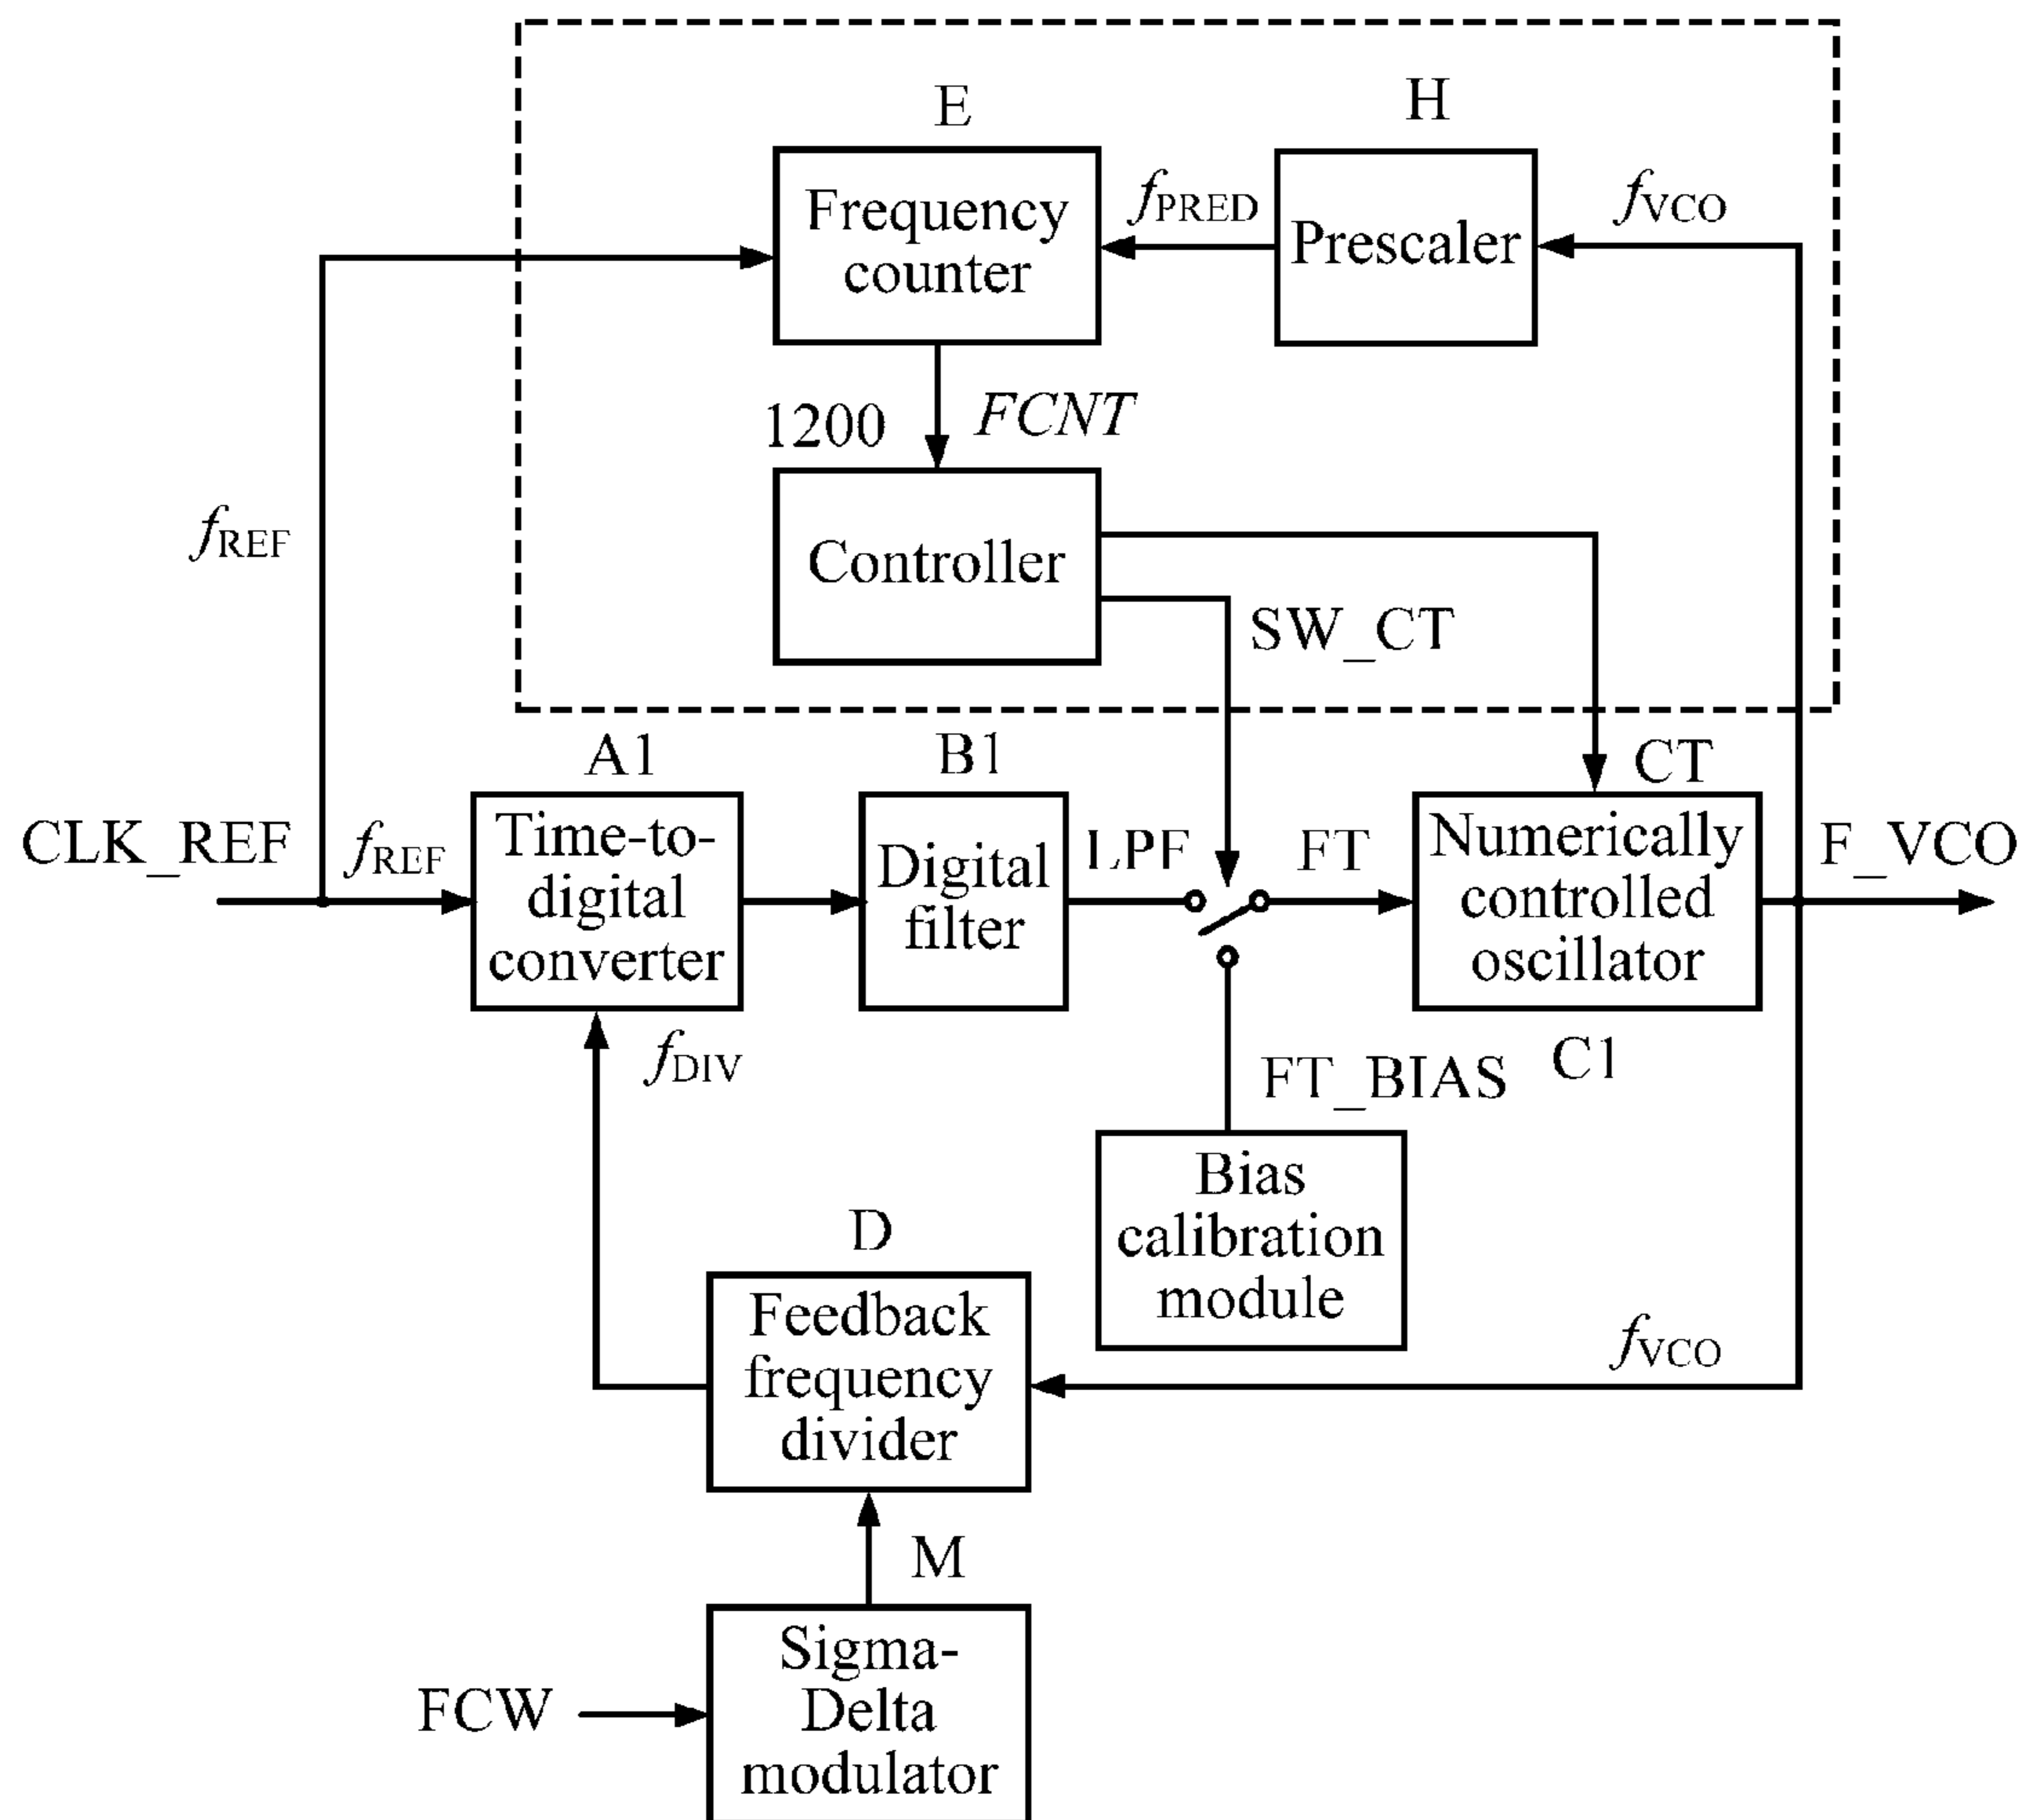 E
H
Frequency
counter
fPRED
Prescaler
fVCO
1200
FCNT
fREF
Controller
SW_CT
A1
B1
CT
CLK_REF
fREF
Time-to-
digital
converter
Digital
filter
LPF
FT
Numerically
controlled
oscillator
F_VCO
fDIV
FT_BIAS
C1
Bias
calibration
module
D
Feedback
frequency
divider
fVCO
M
FCW
Sigma-
Delta
modulator